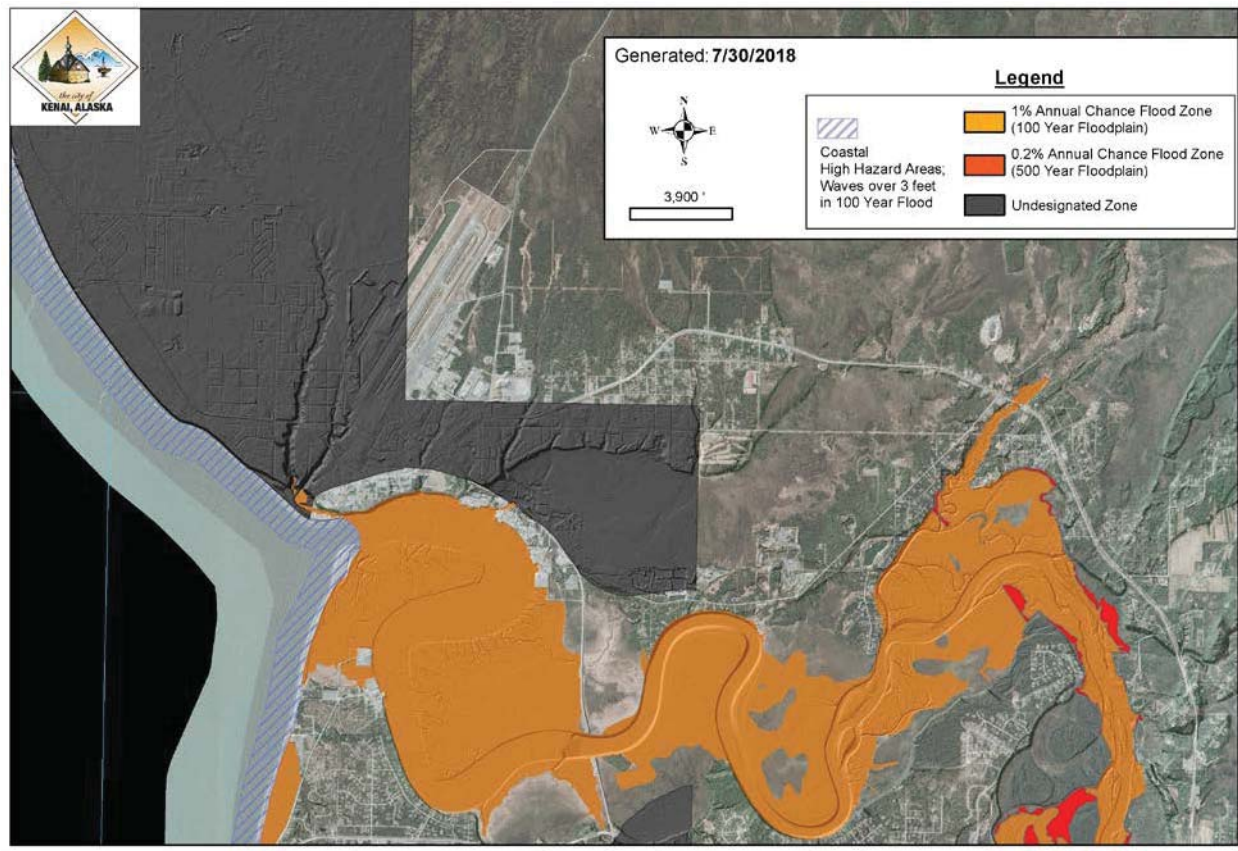 the city of
KENAI, ALASKA
Generated: 7/30/2018
N
W E
S
3,900 '
Legend
Coastal
High Hazard Areas;
Waves over 3 feet
in 100 Year Flood
1% Annual Chance Flood Zone
(100 Year Floodplain)
0.2% Annual Chance Flood Zone
(500 Year Floodplain)
Undesignated Zone